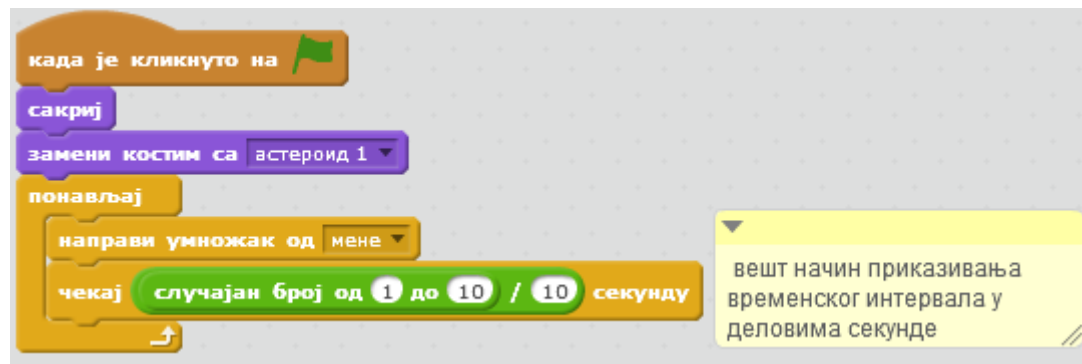 када је кликнуто на
сакриј
замени костим са астероид 1
понављај
направи умножак од мене
чекај случајан број од 1 до 10 / 10 секунду
вешт начин приказивања
временског интервала у
деловима секунде